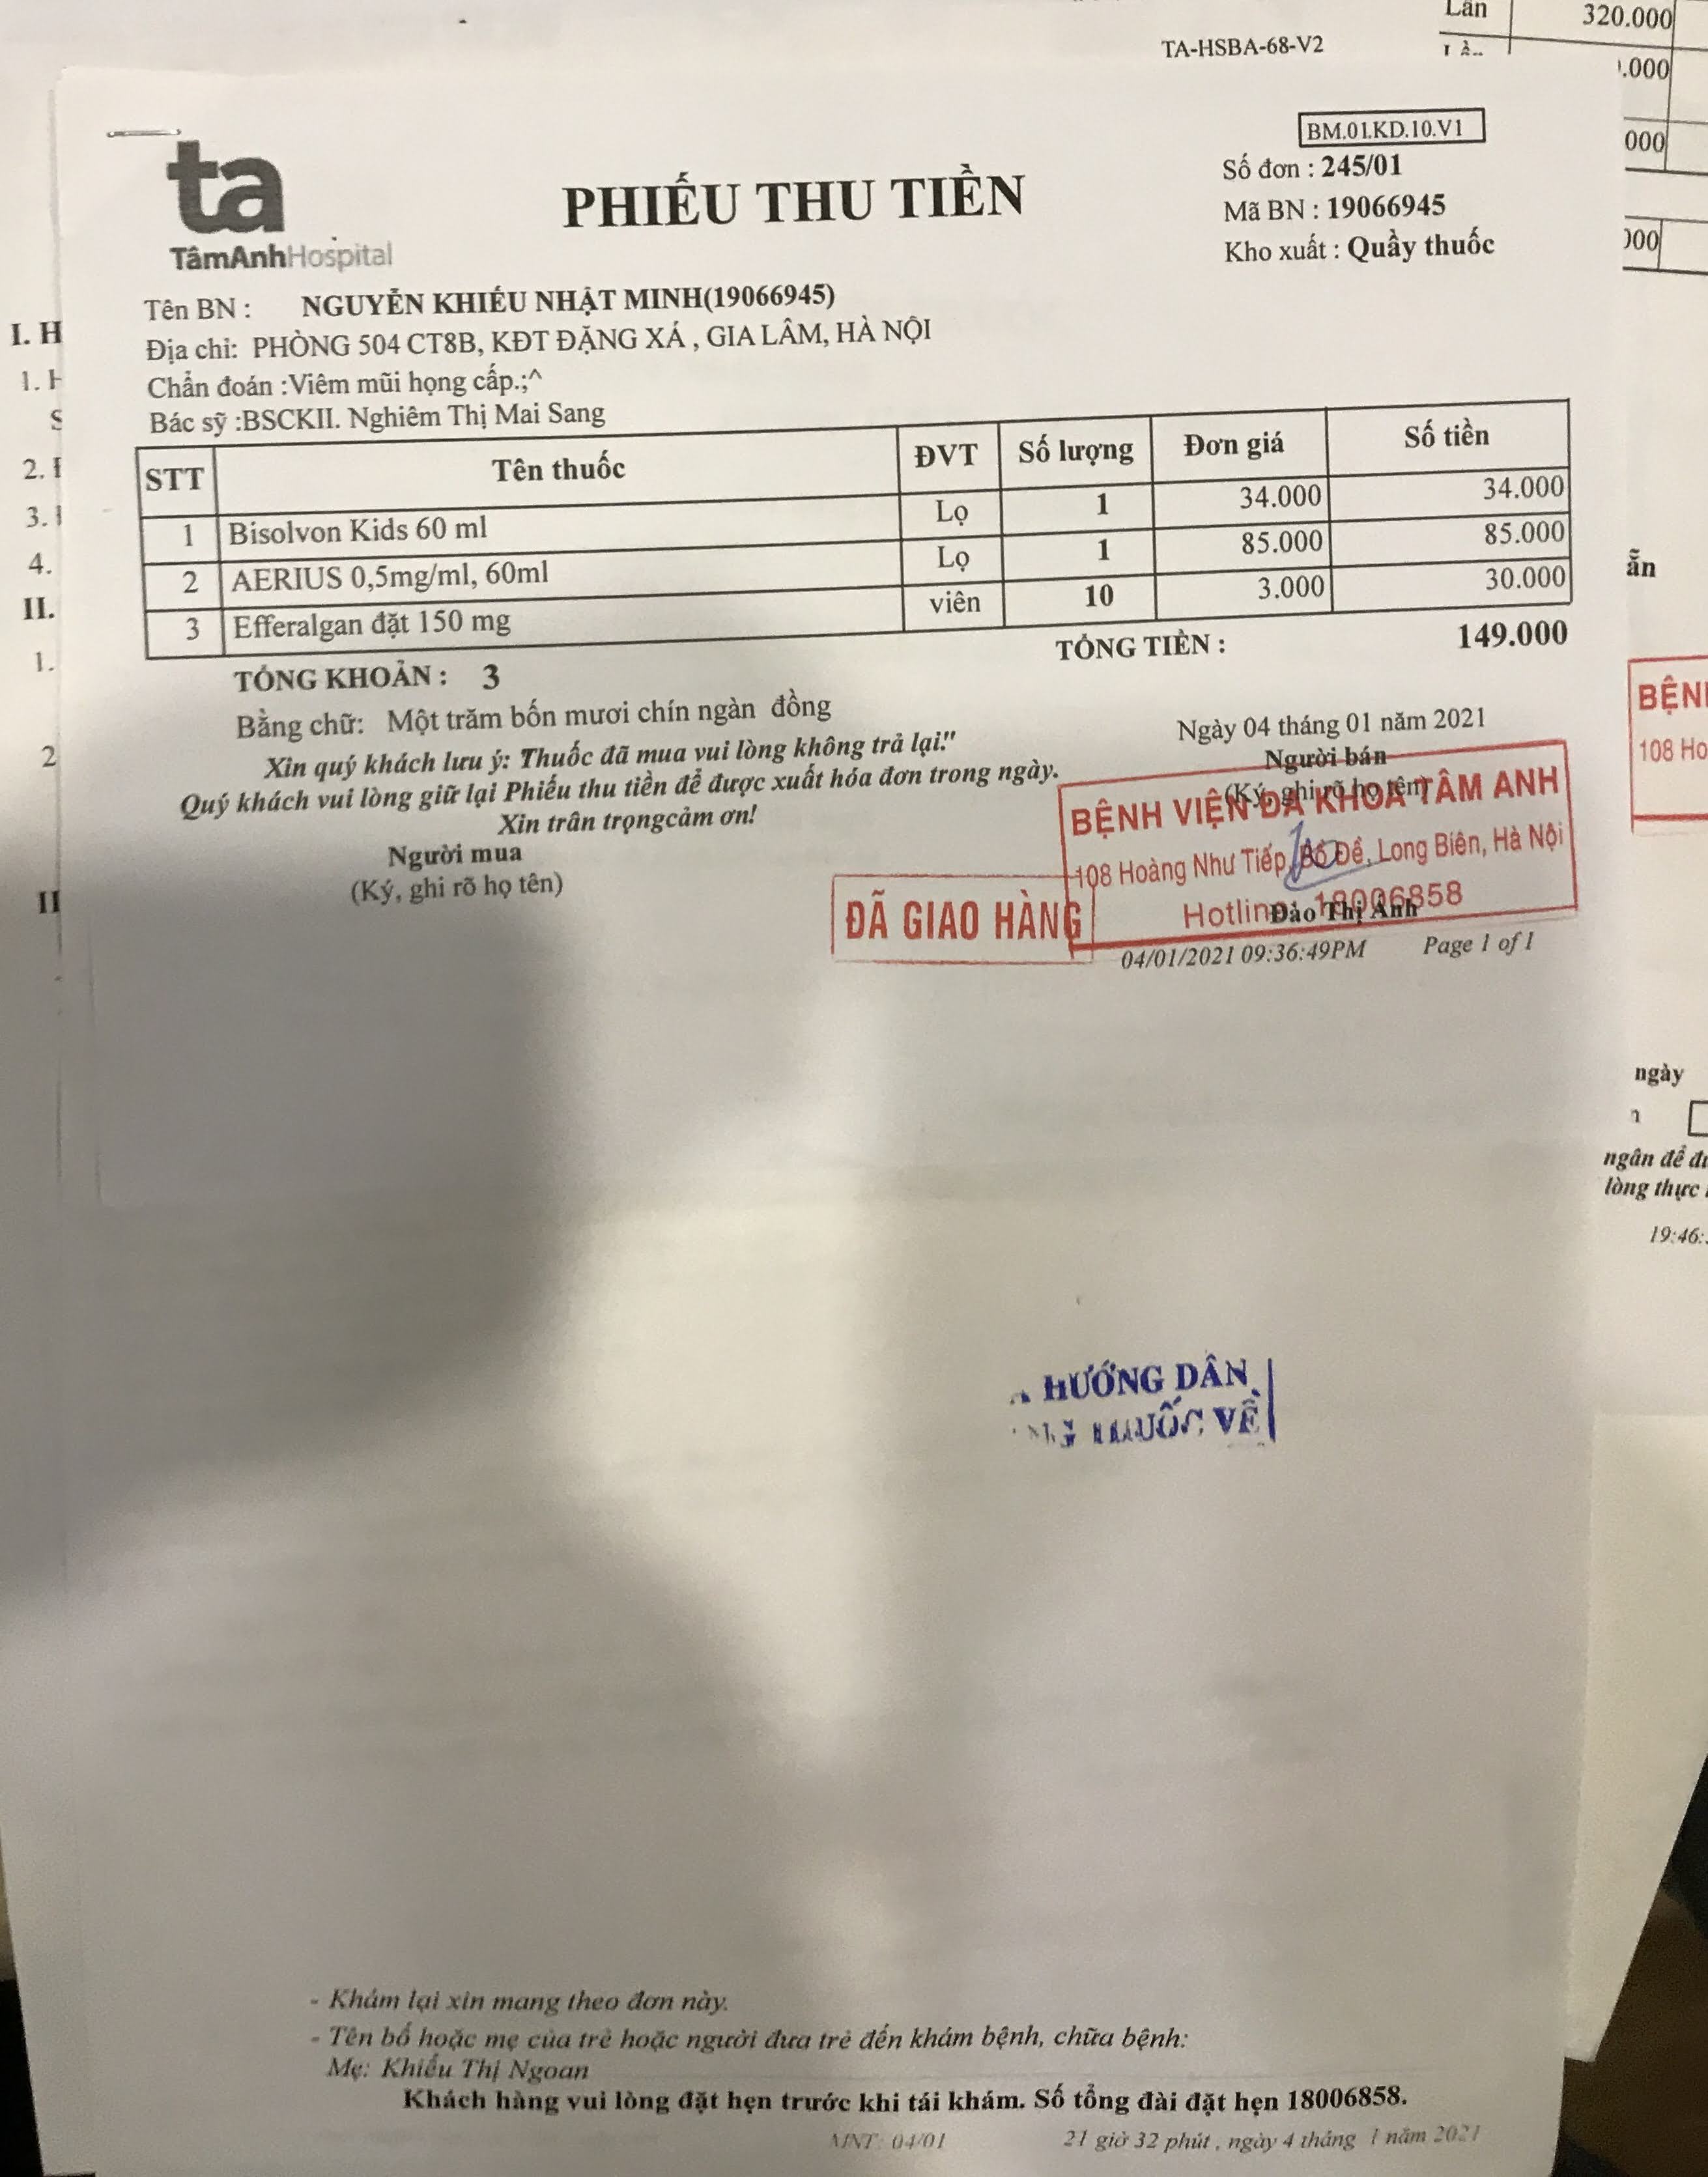 Lần 320.000
TA-HSBA-68-V2
.000
BM.01.KD.10.V1
000
ta
TâmAnhHospital
PHIẾU THU TIỀN
Số đơn : 245/01
Mã BN : 19066945
Kho xuất : Quầy thuốc
000
Tên BN : NGUYỄN KHIẾU NHẬT MINH(19066945)
I. H
Địa chỉ: PHÒNG 504 CT8B, KĐT ĐẶNG XÁ , GIA LÂM, HÀ NỘI
1.
Chẩn đoán :Viêm mũi họng cấp.;^
S
Bác sỹ :BSCKII. Nghiêm Thị Mai Sang
2.
STT Tên thuốc ĐVT Số lượng Đơn giá Số tiền
3.
1 Bisolvon Kids 60 ml Lọ 1 34.000 34.000
4.
2 AERIUS 0,5mg/ml, 60ml Lọ 1 85.000 85.000
ẵn
II.
3 Efferalgan đặt 150 mg viên 10 3.000 30.000
1.
TỔNG KHOẢN : 3 TỔNG TIỀN : 149.000
Bằng chữ: Một trăm bốn mươi chín ngàn đồng
Ngày 04 tháng 01 năm 2021
BỆN
2
Xin quý khách lưu ý: Thuốc đã mua vui lòng không trả lại."
Người bán
108 Ho
Quý khách vui lòng giữ lại Phiếu thu tiền để được xuất hóa đơn trong ngày.
(Ký, ghi rõ họ tên)
Xin trân trọngcảm ơn!
BỆNH VIỆN ĐA KHOA TÂM ANH
Người mua
108 Hoàng Như Tiếp, Bồ Đề, Long Biên, Hà Nội
(Ký, ghi rõ họ tên)
II
Hotline: 18006858
ĐÃ GIAO HÀNG
Đào Thị Anh
04/01/2021 09:36:49PM Page 1 of 1
ngày
ngân để
lòng thực
19:46:
HƯỚNG DẪN
THUỐC VỀ
- Khám lại xin mang theo đơn này.
- Tên bố hoặc mẹ của trẻ hoặc người đưa trẻ đến khám bệnh, chữa bệnh:
Mẹ: Khiếu Thị Ngoan
Khách hàng vui lòng đặt hẹn trước khi tái khám. Số tổng đài đặt hẹn 18006858.
MNT: 04/01 21 giờ 32 phút , ngày 4 tháng 1 năm 2021